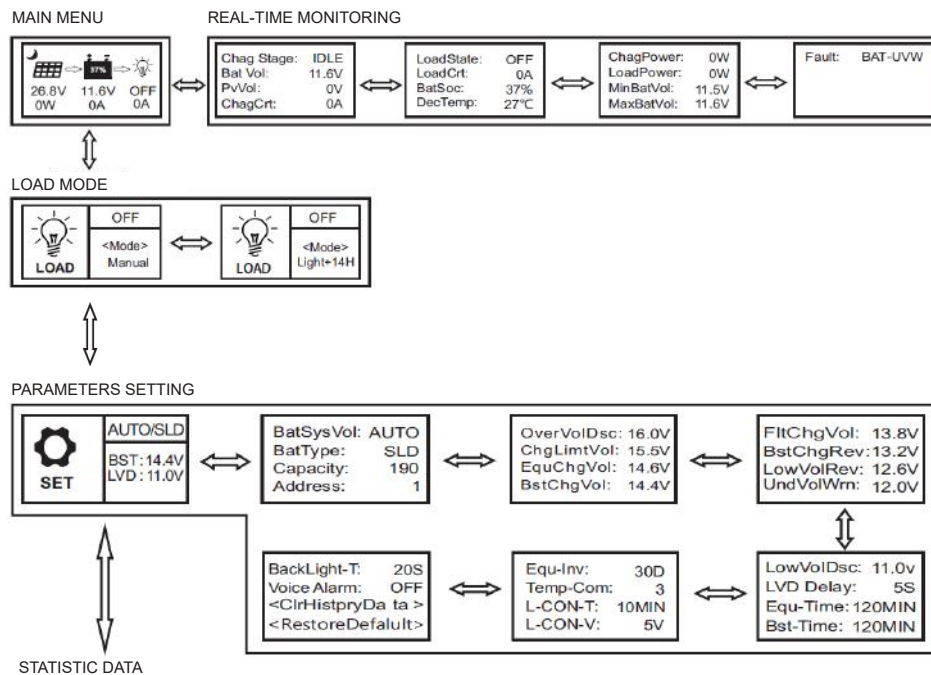 MAIN MENU
REAL-TIME MONITORING
37%
26.8V 11.6V OFF
0W 0A 0A
Chag Stage: IDLE
Bat Vol: 11.6V
PvVol: 0V
ChagCrt: 0A
LoadState: OFF
LoadCrt: 0A
BatSoc: 37%
DecTemp: 27℃
ChagPower: 0W
LoadPower: 0W
MinBatVol: 11.5V
MaxBatVol: 11.6V
Fault: BAT-UVW
LOAD MODE
LOAD
OFF
<Mode>
Manual
LOAD
OFF
<Mode>
Light+14H
PARAMETERS SETTING
SET
AUTO/SLD
BST: 14.4V
LVD: 11.0V
BatSysVol: AUTO
BatType: SLD
Capacity: 190
Address: 1
OverVolDsc: 16.0V
ChgLimtVol: 15.5V
EquChgVol: 14.6V
BstChgVol: 14.4V
FltChgVol: 13.8V
BstChgRev: 13.2V
LowVolRev: 12.6V
UndVolWrn: 12.0V
BackLight-T: 20S
Voice Alarm: OFF
<ClrHistpryDa ta >
<RestoreDefalult>
Equ-Inv: 30D
Temp-Com: 3
L-CON-T: 10MIN
L-CON-V: 5V
LowVolDsc: 11.0v
LVD Delay: 5S
Equ-Time: 120MIN
Bst-Time: 120MIN
STATISTIC DATA